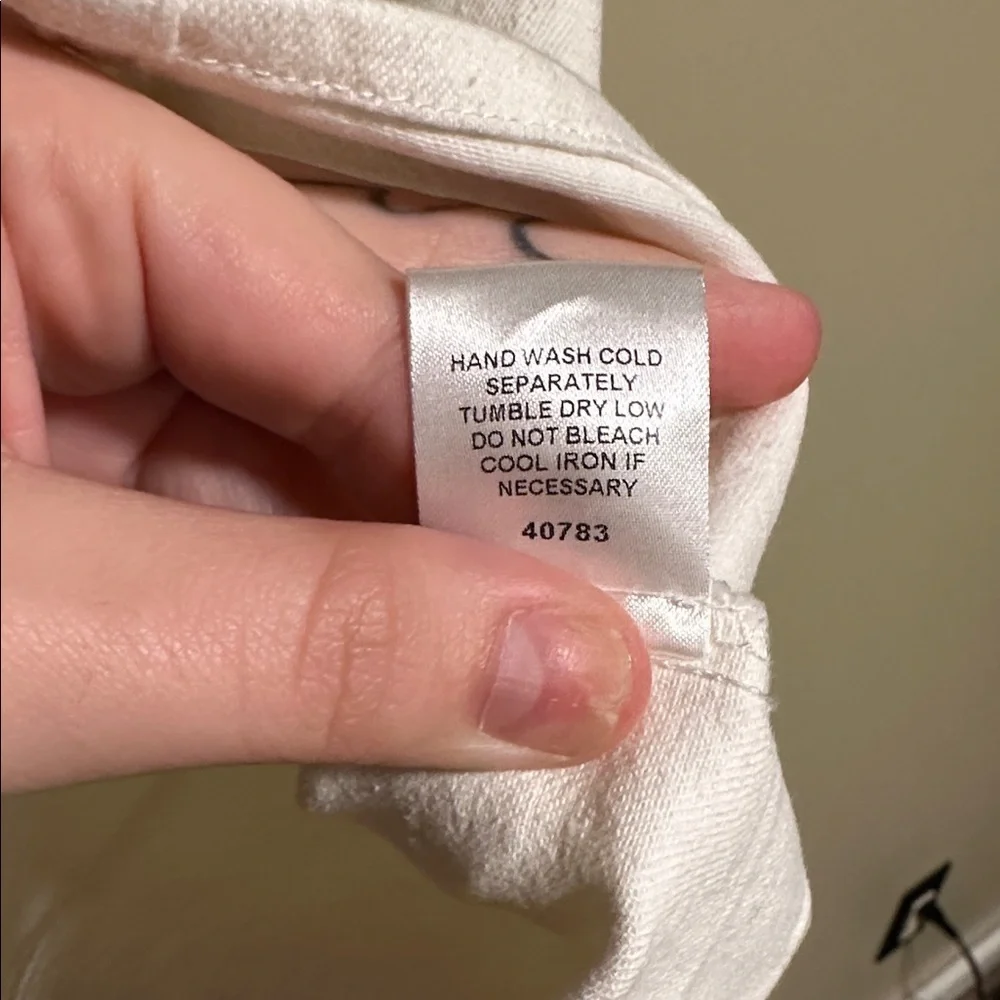 HAND WASH COLD
SEPARATELY
TUMBLE DRY LOW
DO NOT BLEACH
COOL IRON IF
NECESSARY
40783